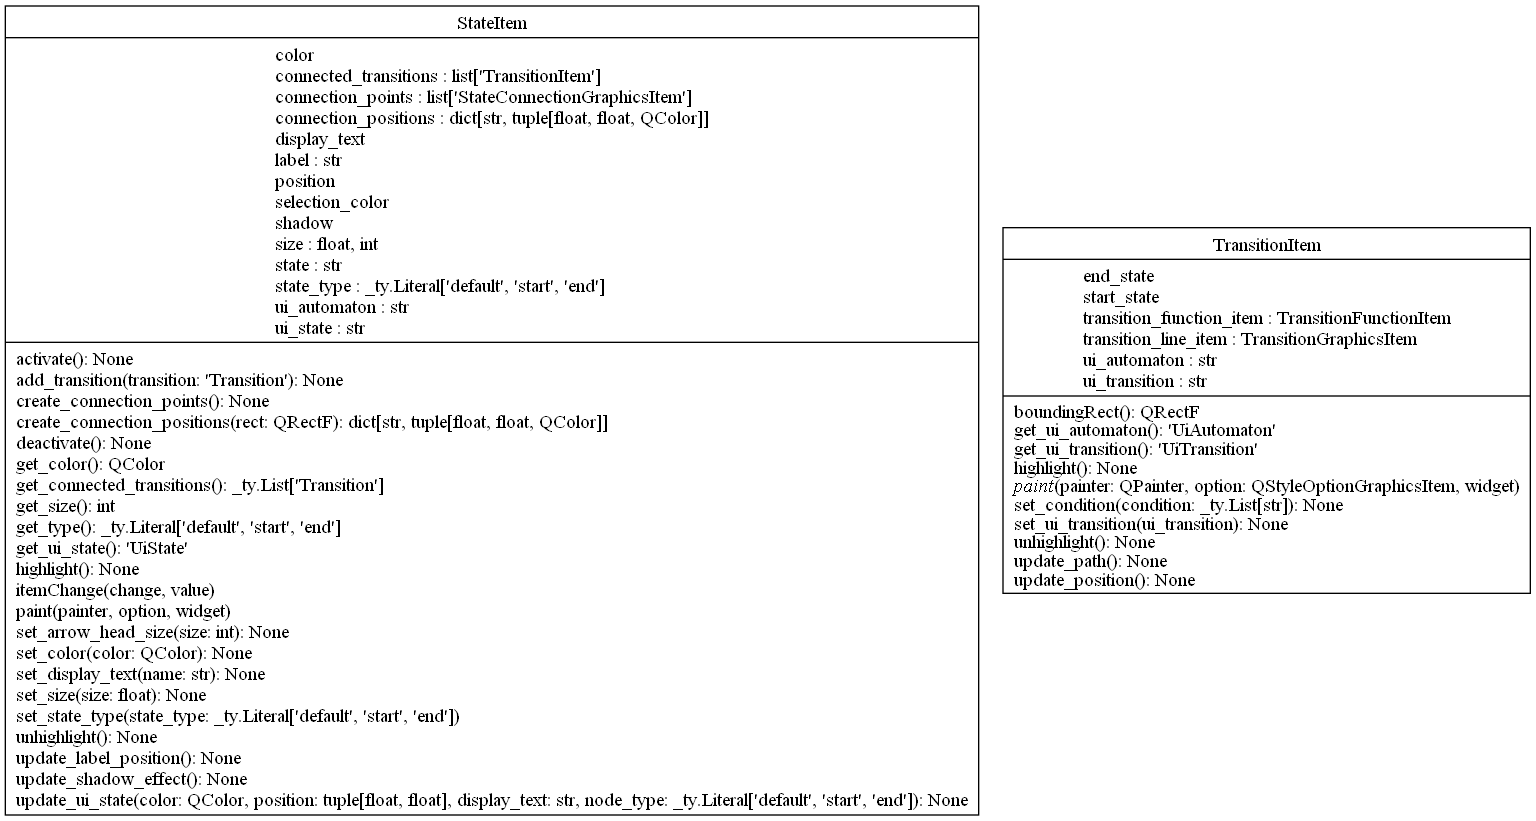 StateItem
color
connected_transitions : list['TransitionItem']
connection_points : list['StateConnectionGraphicsItem']
connection_positions : dict[str, tuple[float, float, QColor]]
display_text
label : str
position
selection_color
shadow
size : float, int
state : str
state_type : _ty.Literal['default', 'start', 'end']
ui_automaton : str
ui_state : str
activate(): None
add_transition(transition: 'Transition'): None
create_connection_points(): None
create_connection_positions(rect: QRectF): dict[str, tuple[float, float, QColor]]
deactivate(): None
get_color(): QColor
get_connected_transitions(): _ty.List['Transition']
get_size(): int
get_type(): _ty.Literal['default', 'start', 'end']
get_ui_state(): 'UiState'
highlight(): None
itemChange(change, value)
paint(painter, option, widget)
set_arrow_head_size(size: int): None
set_color(color: QColor): None
set_display_text(name: str): None
set_size(size: float): None
set_state_type(state_type: _ty.Literal['default', 'start', 'end'])
unhighlight(): None
update_label_position(): None
update_shadow_effect(): None
update_ui_state(color: QColor, position: tuple[float, float], display_text: str, node_type: _ty.Literal['default', 'start', 'end']): None
TransitionItem
end_state
start_state
transition_function_item : TransitionFunctionItem
transition_line_item : TransitionGraphicsItem
ui_automaton : str
ui_transition : str
boundingRect(): QRectF
get_ui_automaton(): 'UiAutomaton'
get_ui_transition(): 'UiTransition'
highlight(): None
paint(painter: QPainter, option: QStyleOptionGraphicsItem, widget)
set_condition(condition: _ty.List[str]): None
set_ui_transition(ui_transition): None
unhighlight(): None
update_path(): None
update_position(): None